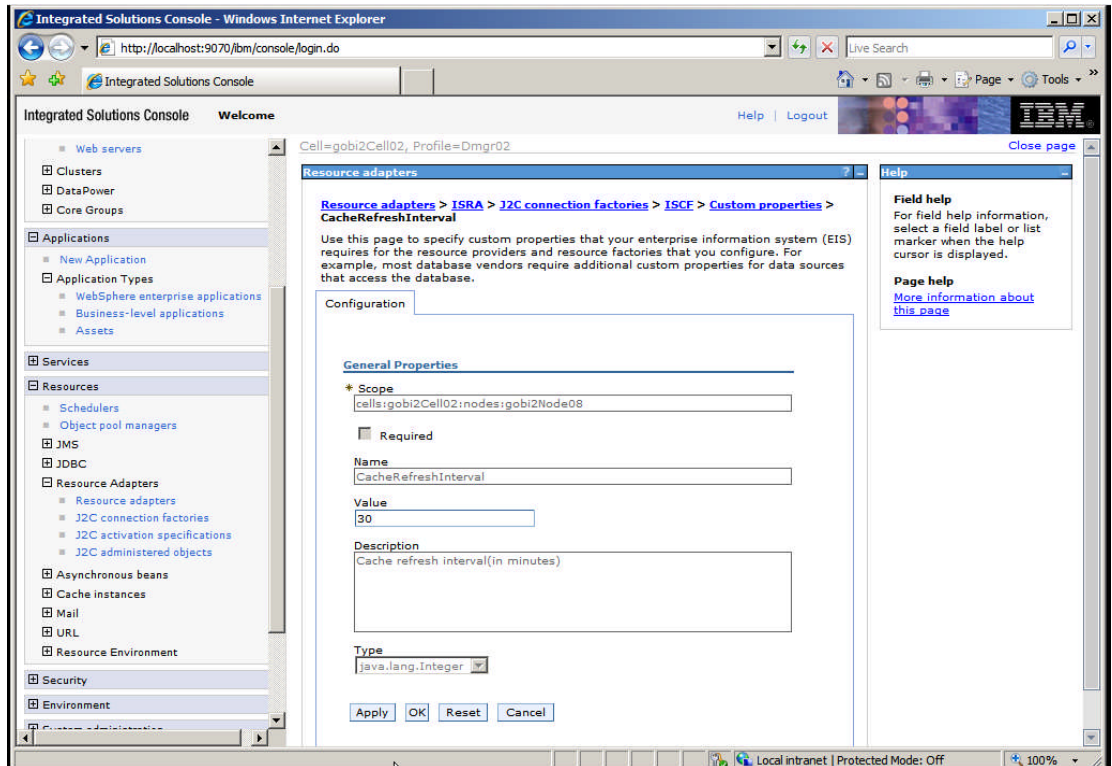 Integrated Solutions Console - Windows Internet Explorer
http://localhost:9070/ibm/console/login.do
Live Search
Integrated Solutions Console
Page
Tools
Integrated Solutions Console Welcome
Help | Logout
IBM
Web servers
Clusters
DataPower
Core Groups
Applications
New Application
Application Types
WebSphere enterprise applications
Business-level applications
Assets
Services
Resources
Schedulers
Object pool managers
JMS
JDBC
Resource Adapters
Resource adapters
J2C connection factories
J2C activation specifications
J2C administered objects
Asynchronous beans
Cache instances
Mail
URL
Resource Environment
Security
Environment
Custom administration
Cell=gobi2Cell02, Profile=Dmgr02
Close page
Resource adapters
Resource adapters > ISRA > J2C connection factories > ISCF > Custom properties >
CacheRefreshInterval
Use this page to specify custom properties that your enterprise information system (EIS)
requires for the resource providers and resource factories that you configure. For
example, most database vendors require additional custom properties for data sources
that access the database.
Configuration
General Properties
* Scope
cells:gobi2Cell02:nodes:gobi2Node08
Required
Name
CacheRefreshInterval
Value
30
Description
Cache refresh interval(in minutes)
Type
java.lang.Integer
Apply OK Reset Cancel
Help
Field help
For field help information,
select a field label or list
marker when the help
cursor is displayed.
Page help
More information about
this page
Local intranet | Protected Mode: Off
100%